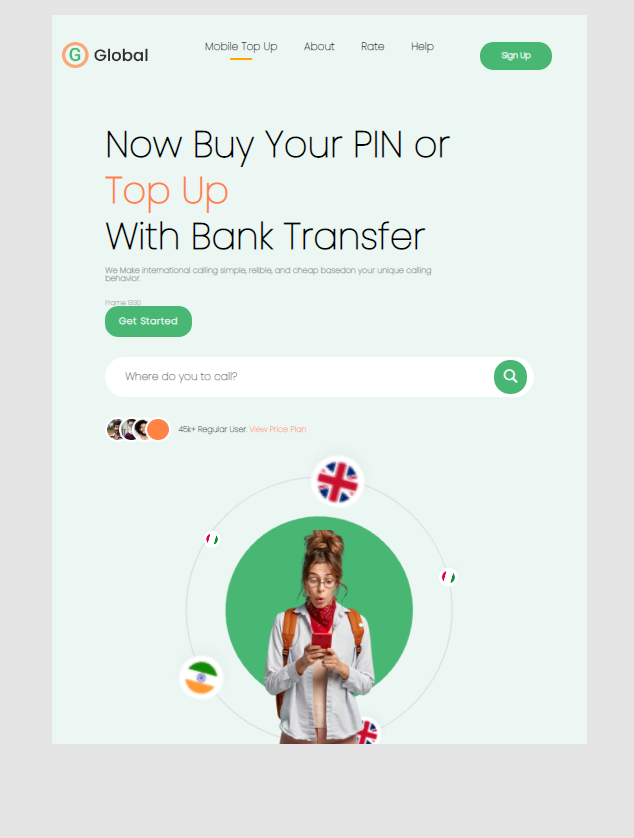 G Global
Mobile Top Up About Rate Help
Sign Up
Now Buy Your PIN or
Top Up
With Bank Transfer
We Make international calling simple, relible, and cheap basedon your unique calling
behavior.
Frame 1330
Get Started
Where do you to call?
45k+ Regular User. View Price Plan